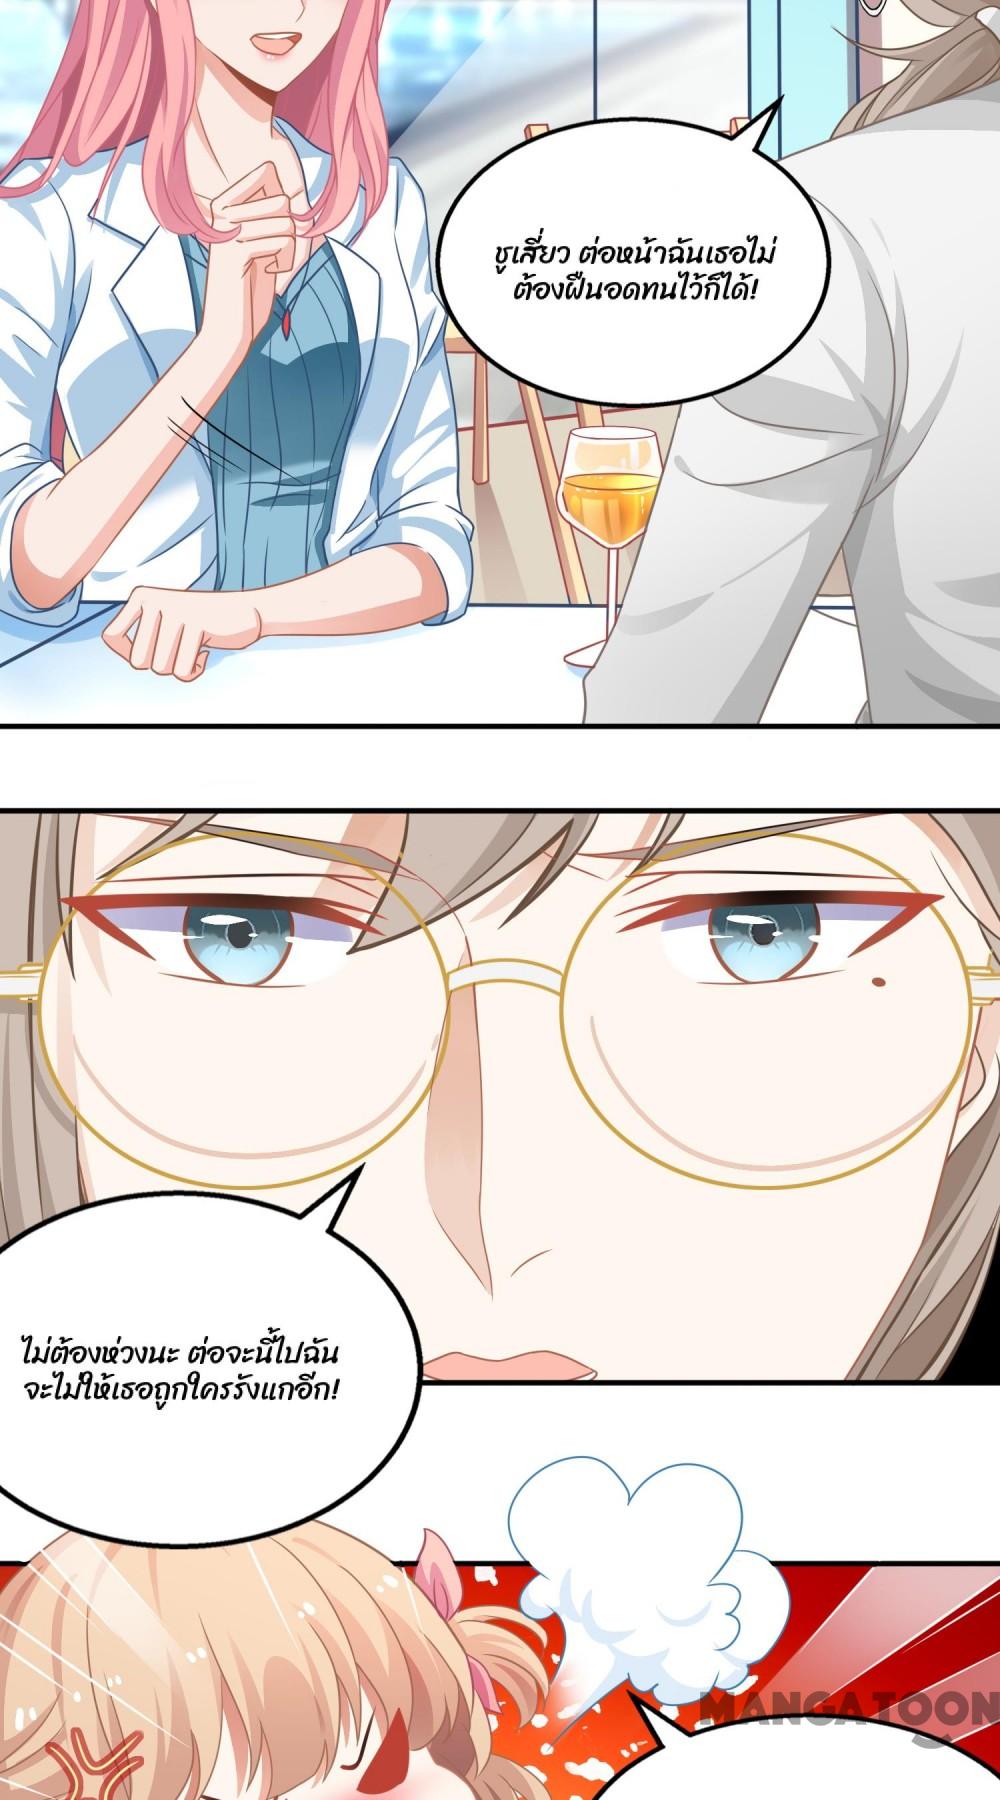 ชูเสี่ยว ต่อหน้าฉันเธอไม่
ต้องฝืนอดทนไว้ก็ได้!
ไม่ต้องห่วงนะ ต่อจะนี้ไปฉัน
จะไม่ให้เธอถูกใครรังแกอีก!
MANGATOON